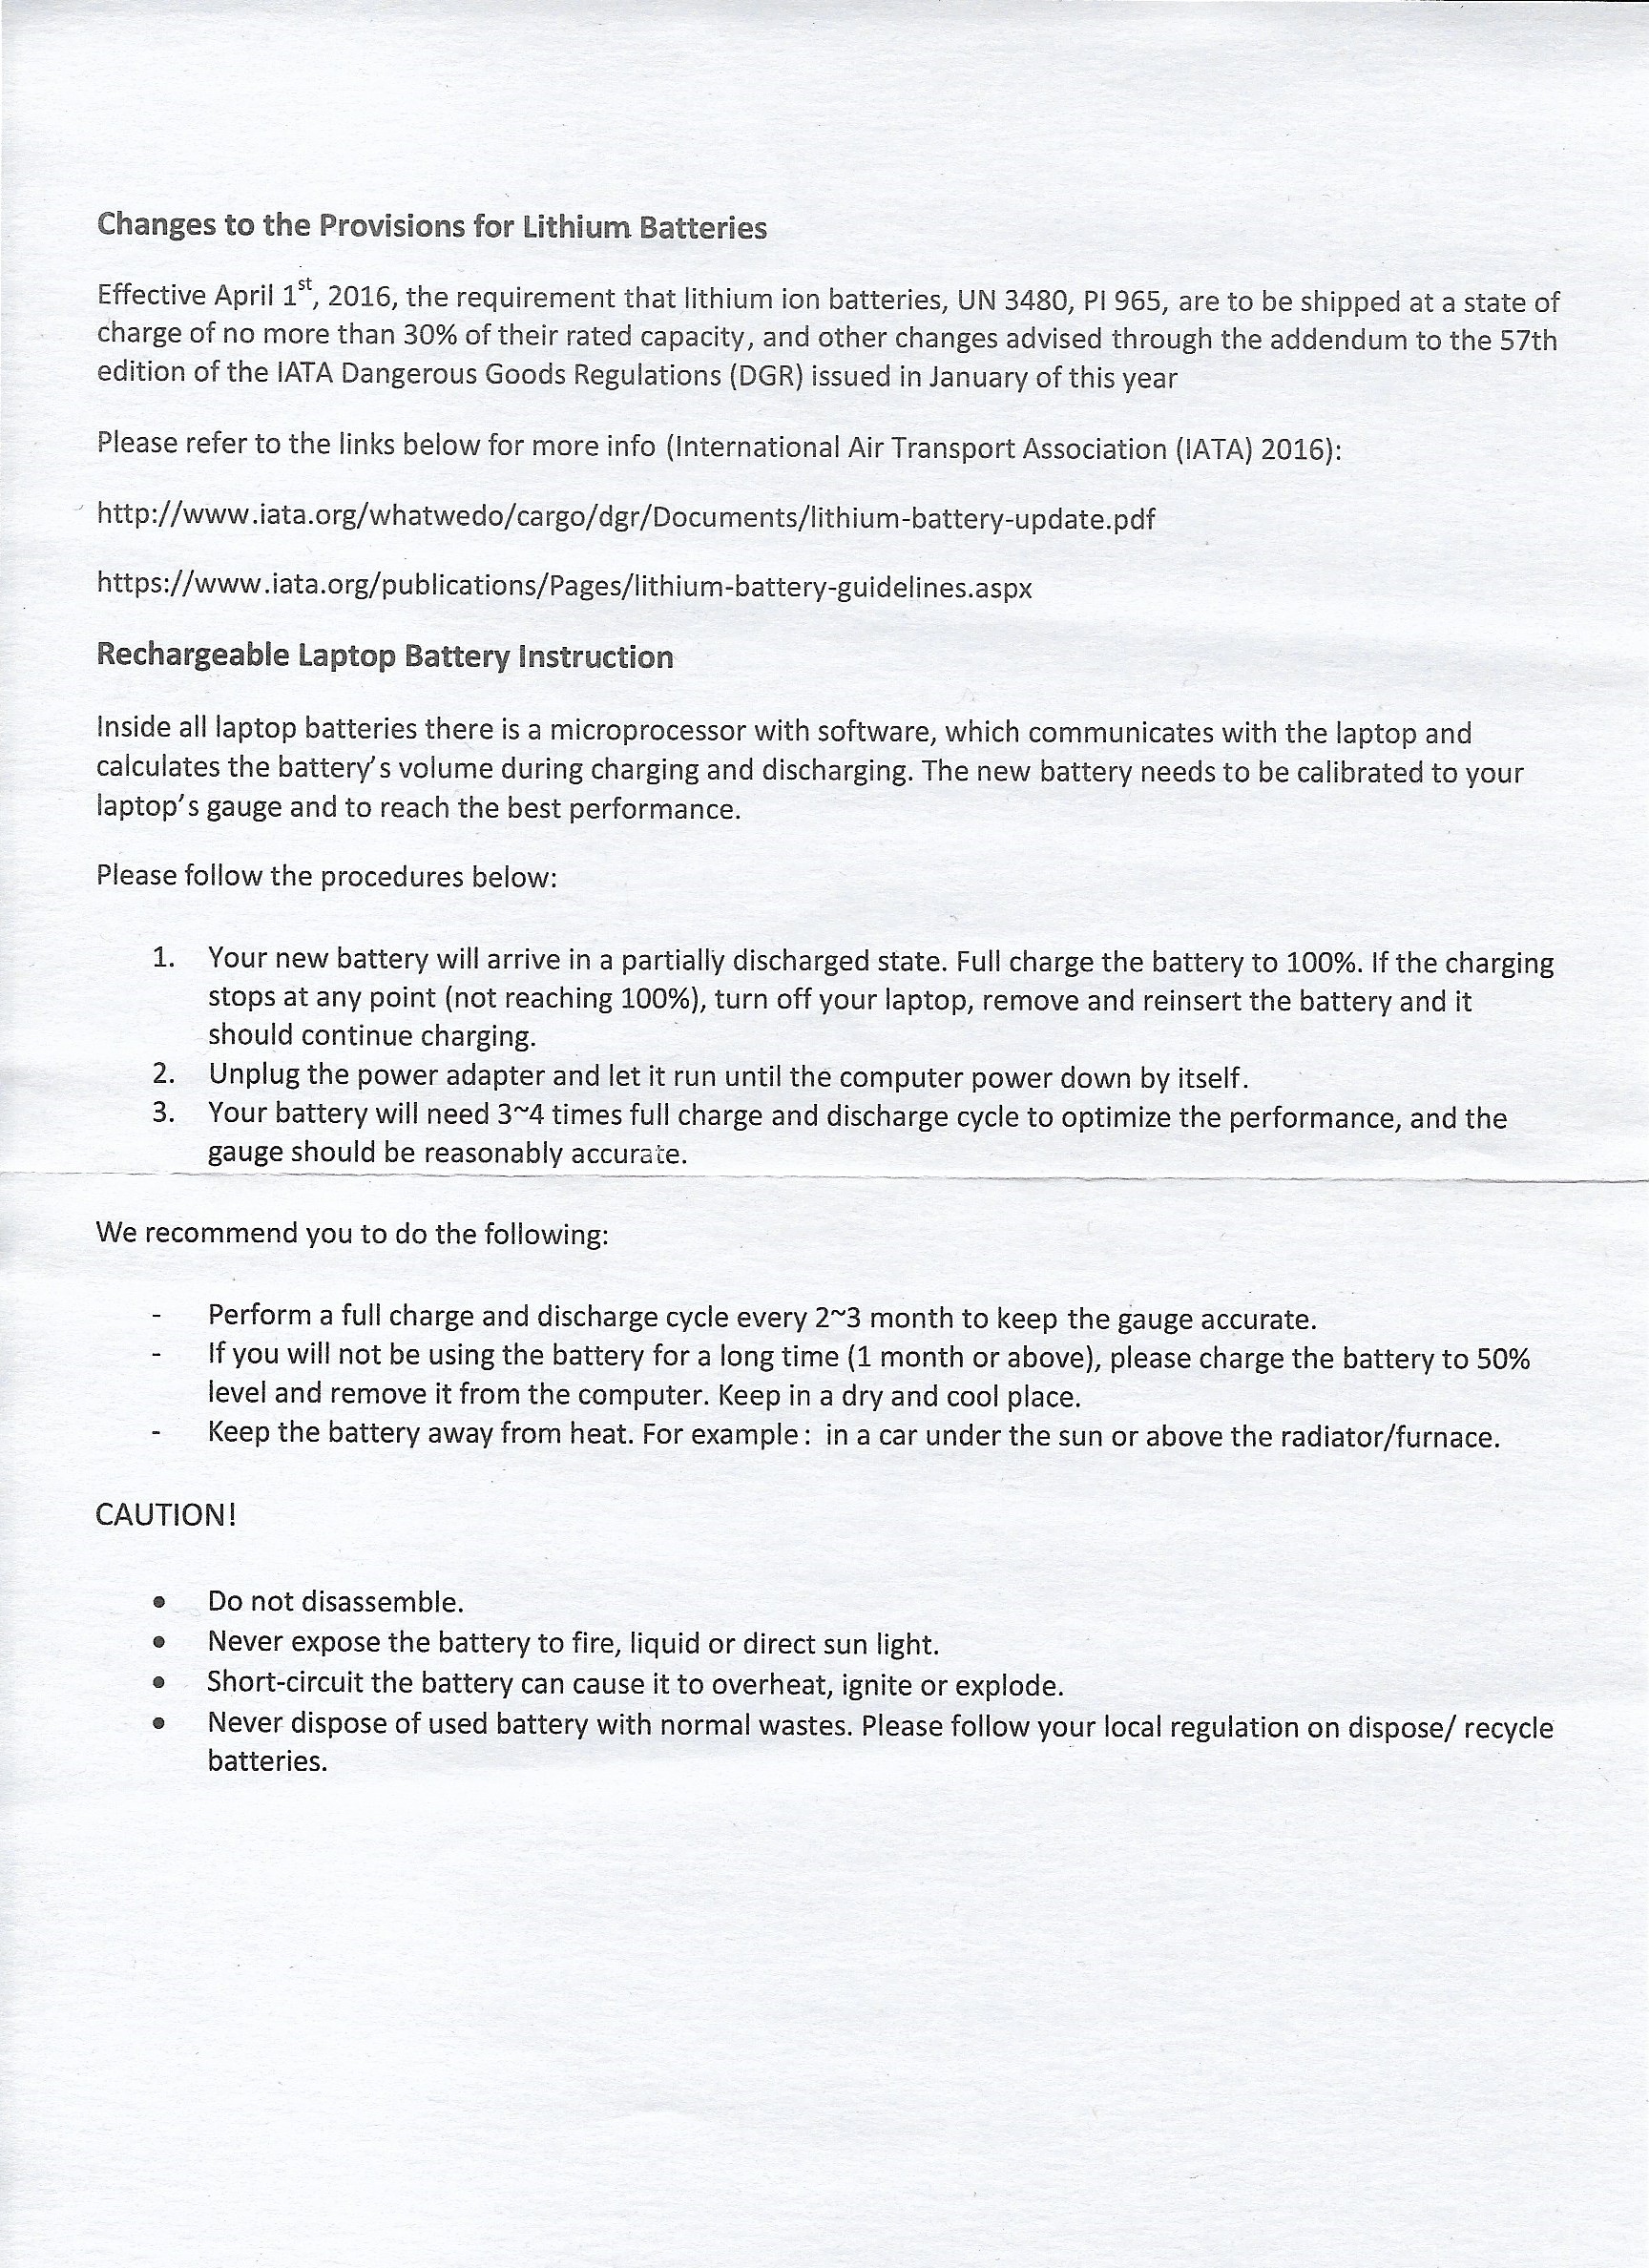 Changes to the Provisions for Lithium Batteries
Effective April 1st, 2016, the requirement that lithium ion batteries, UN 3480, PI 965, are to be shipped at a state of
charge of no more than 30% of their rated capacity, and other changes advised through the addendum to the 57th
edition of the IATA Dangerous Goods Regulations (DGR) issued in January of this year
Please refer to the links below for more info (International Air Transport Association (IATA) 2016):
http://www.iata.org/whatwedo/cargo/dgr/Documents/lithium-battery-update.pdf
https://www.iata.org/publications/Pages/lithium-battery-guidelines.aspx
Rechargeable Laptop Battery Instruction
Inside all laptop batteries there is a microprocessor with software, which communicates with the laptop and
calculates the battery's volume during charging and discharging. The new battery needs to be calibrated to your
laptop's gauge and to reach the best performance.
Please follow the procedures below:
1. Your new battery will arrive in a partially discharged state. Full charge the battery to 100%. If the charging
stops at any point (not reaching 100%), turn off your laptop, remove and reinsert the battery and it
should continue charging.
2. Unplug the power adapter and let it run until the computer power down by itself.
3. Your battery will need 3~4 times full charge and discharge cycle to optimize the performance, and the
gauge should be reasonably accurate.
We recommend you to do the following:
- Perform a full charge and discharge cycle every 2~3 month to keep the gauge accurate.
- If you will not be using the battery for a long time (1 month or above), please charge the battery to 50%
level and remove it from the computer. Keep in a dry and cool place.
- Keep the battery away from heat. For example: in a car under the sun or above the radiator/furnace.
CAUTION!
• Do not disassemble.
• Never expose the battery to fire, liquid or direct sun light.
• Short-circuit the battery can cause it to overheat, ignite or explode.
• Never dispose of used battery with normal wastes. Please follow your local regulation on dispose/ recycle
batteries.